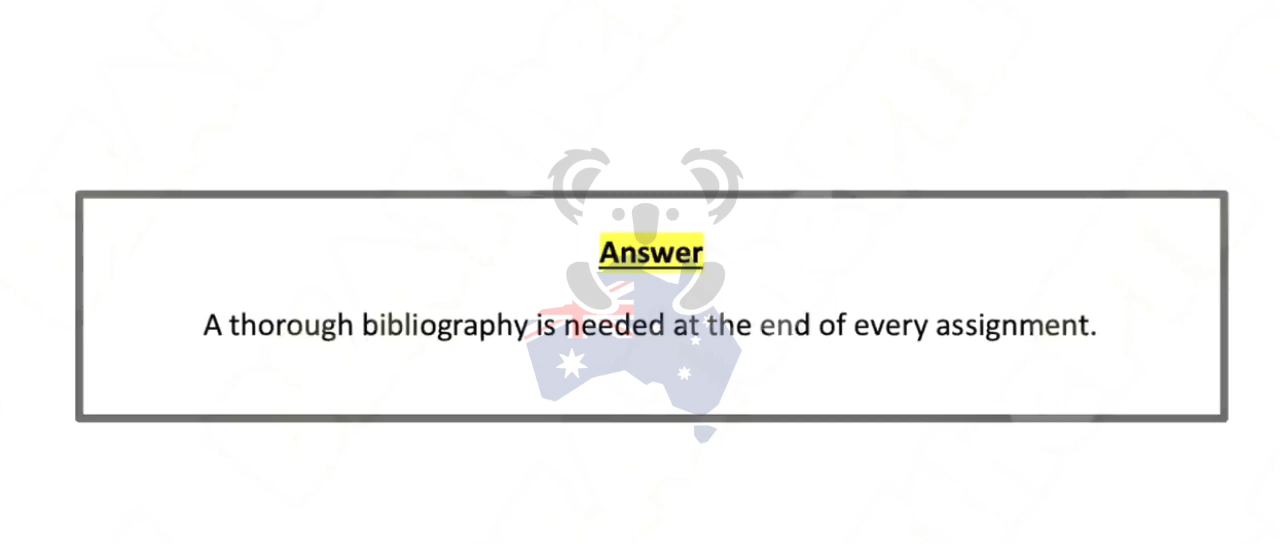 Answer
A thorough bibliography is needed at the end of every assignment.